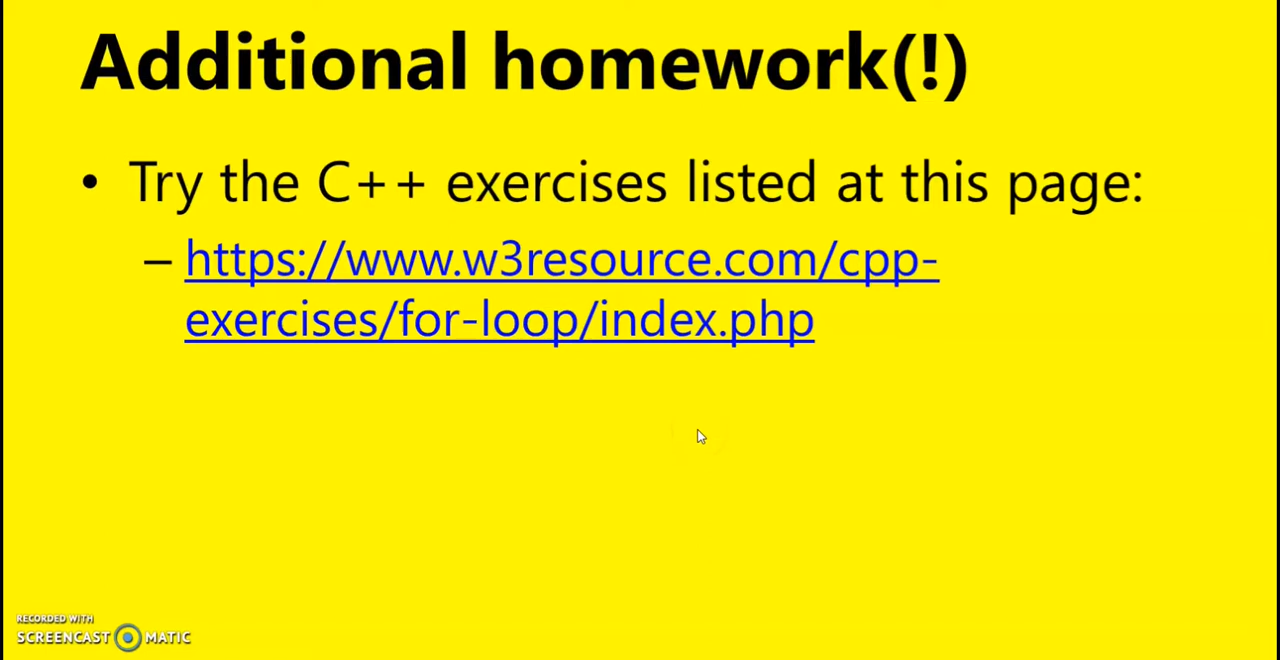 Additional homework(!)
• Try the C++ exercises listed at this page:
– https://www.w3resource.com/cpp-
exercises/for-loop/index.php
RECORDED WITH
SCREENCAST MATIC